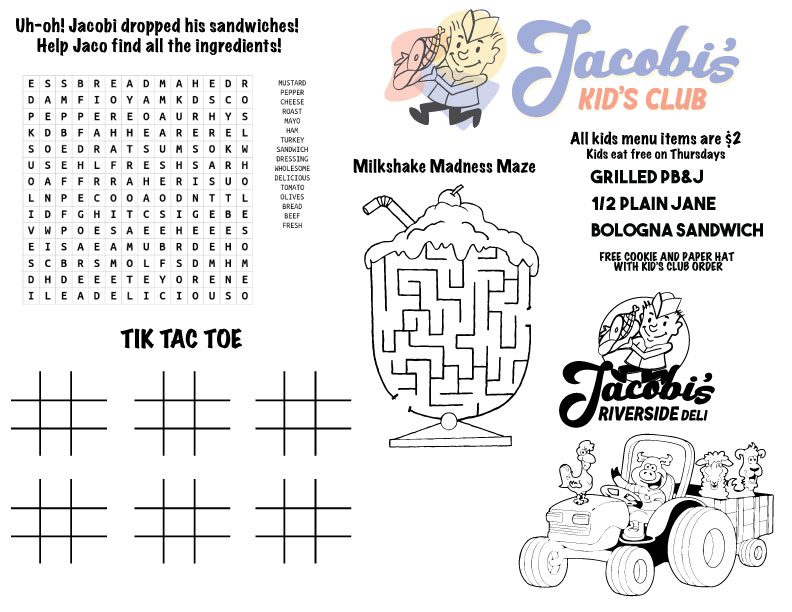 Uh-oh! Jacobi dropped his sandwiches!
Help Jaco find all the ingredients!
E S S B R E A D M A H E D R
D A M F I O Y A M K D S C O
P E P P E R E O A U R H Y S
K D B F A H H E A R E R E L
S O E D R A T S U M S O K W
U S E H L F R E S H S A R H
O A F F R R A H E R I S U O
L N P E C O O A O D N T T L
I D F G H I T C S I G E B E
V W P O E S A E E H E E E S
E I S A E A M U B R D E H O
S C B R S M O L F S D M H M
D H D E E E T E Y O R E N E
I L E A D E L I C I O U S O
MUSTARD
PEPPER
CHEESE
ROAST
MAYO
HAM
TURKEY
SANDWICH
DRESSING
WHOLESOME
DELICIOUS
TOMATO
OLIVES
BREAD
BEEF
FRESH
TIK TAC TOE
Milkshake Madness Maze
Jacobi's
KID'S CLUB
All kids menu items are $2
Kids eat free on Thursdays
GRILLED PB&J
1/2 PLAIN JANE
BOLOGNA SANDWICH
FREE COOKIE AND PAPER HAT
WITH KID'S CLUB ORDER
Jacobi's
RIVERSIDE DELI